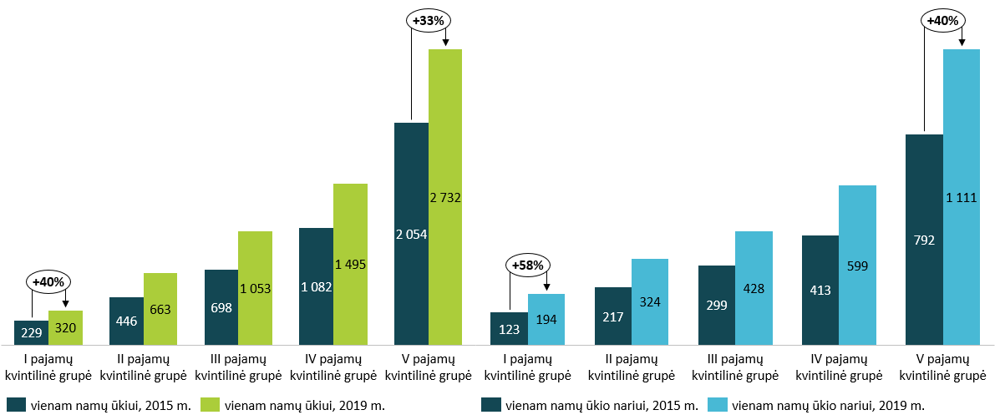 +33%
+40%
2 732
1 111
2 054
792
+40%
+58%
1 495
599
1 082
413
1 053
428
698
299
663
324
446
217
229
320
123
194
I pajamų
kvintilinė grupė
II pajamų
kvintilinė grupė
III pajamų
kvintilinė grupė
IV pajamų
kvintilinė grupė
V pajamų
kvintilinė grupė
I pajamų
kvintilinė grupė
II pajamų
kvintilinė grupė
III pajamų
kvintilinė grupė
IV pajamų
kvintilinė grupė
V pajamų
kvintilinė grupė
vienam namų ūkiui, 2015 m.
vienam namų ūkiui, 2019 m.
vienam namų ūkio nariui, 2015 m.
vienam namų ūkio nariui, 2019 m.